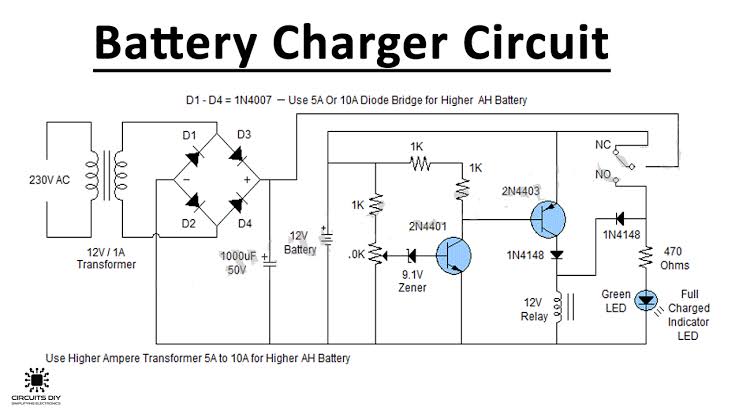 Battery Charger Circuit
D1 - D4 = 1N4007 — Use 5A Or 10A Diode Bridge for Higher AH Battery
D1
D3
NC
1K
1K
230V AC
–
+
NO
2N4403
D2
D4
1K
2N4401
1N4148
12V
Battery
+
12V / 1A
Transformer
1000uF
50V
+
.0K
9.1V
Zener
1N4148
470
Ohms
12V
Relay
Green
LED
Full
Charged
Indicator
LED
Use Higher Ampere Transformer 5A to 10A for Higher AH Battery
CIRCUITS DIY
SIMPLIFYING ELECTRONICS